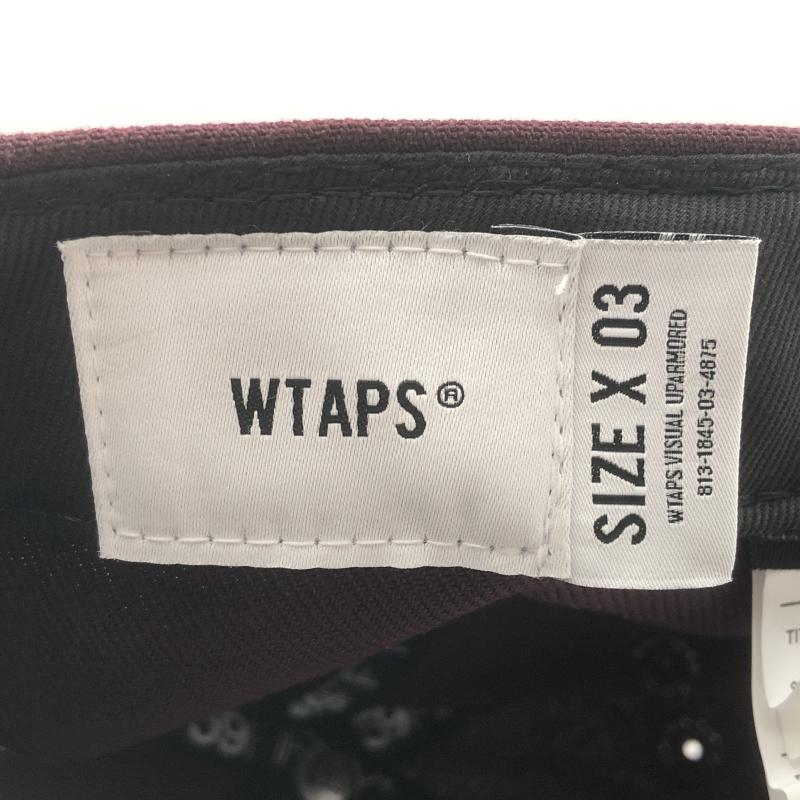 WTAPS®
SIZE X 03
WTAPS VISUAL UPARMORED
813-1845-03-4875